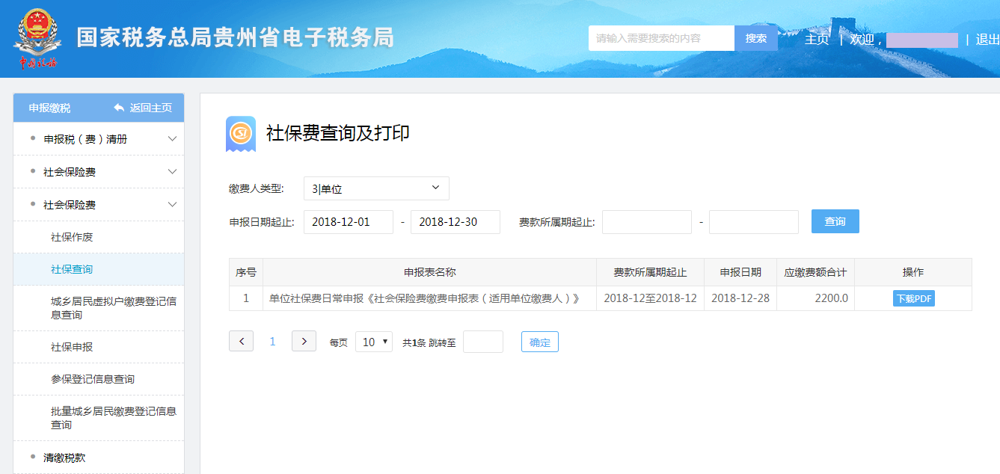 国家税务总局贵州省电子税务局
请输入需要搜索的内容 搜索 主页 | 欢迎, | 退出
中国税务
申报缴税 返回主页
申报税（费）清册
社会保险费
社会保险费
社保作废
社保查询
城乡居民虚拟户缴费登记信
息查询
社保申报
参保登记信息查询
批量城乡居民缴费登记信息
查询
清缴税款
社保费查询及打印
缴费人类型: 3|单位
申报日期起止: 2018-12-01 - 2018-12-30 费款所属期起止: - 查询
序号 申报表名称 费款所属期起止 申报日期 应缴费额合计 操作
1 单位社保费日常申报《社会保险费缴费申报表（适用单位缴费人）》 2018-12至2018-12 2018-12-28 2200.0 下载PDF
< 1 > 每页 10 共1条 跳转至 确定